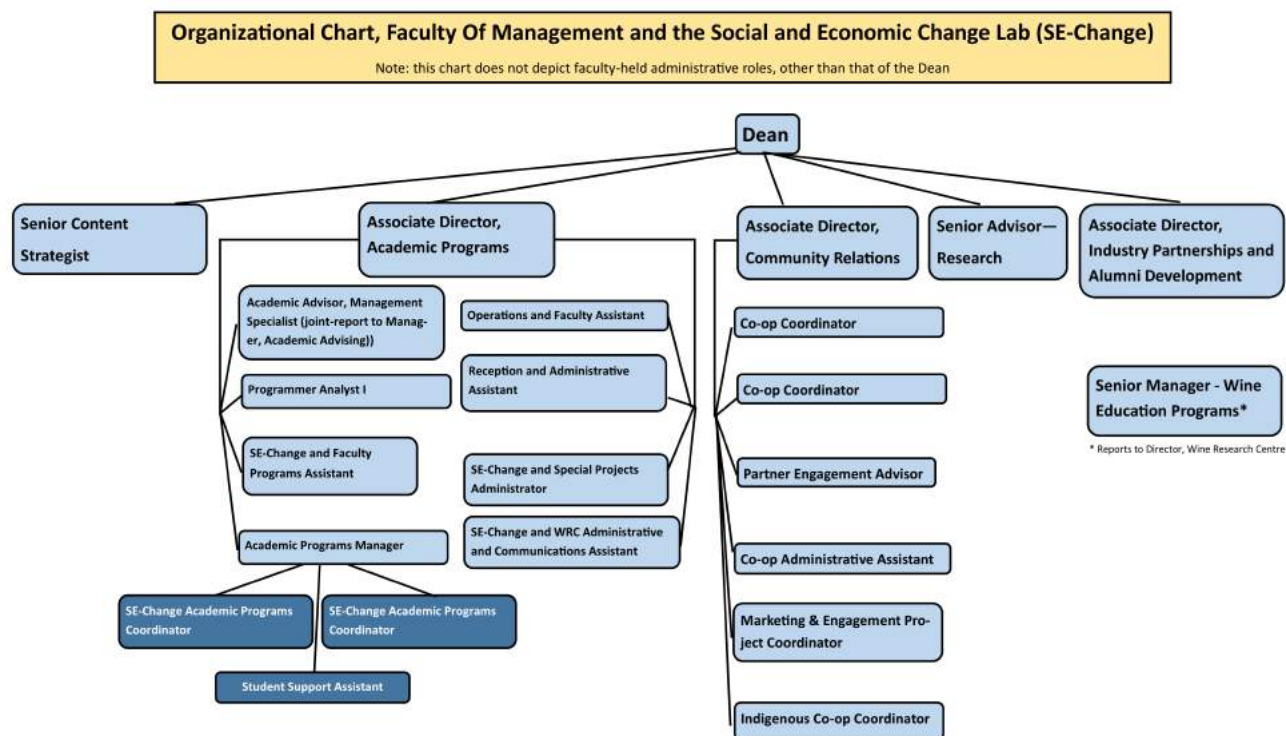 Organizational Chart, Faculty Of Management and the Social and Economic Change Lab (SE-Change)
Note: this chart does not depict faculty-held administrative roles, other than that of the Dean
Dean
Senior Content
Strategist
Associate Director,
Academic Programs
Associate Director,
Community Relations
Senior Advisor—
Research
Associate Director,
Industry Partnerships and
Alumni Development
Academic Advisor, Management
Specialist (joint-report to Manag-
er, Academic Advising))
Programmer Analyst I
SE-Change and Faculty
Programs Assistant
Academic Programs Manager
SE-Change Academic Programs
Coordinator
SE-Change Academic Programs
Coordinator
Student Support Assistant
Operations and Faculty Assistant
Reception and Administrative
Assistant
SE-Change and Special Projects
Administrator
SE-Change and WRC Administrative
and Communications Assistant
Co-op Coordinator
Co-op Coordinator
Partner Engagement Advisor
Co-op Administrative Assistant
Marketing & Engagement Pro-
ject Coordinator
Indigenous Co-op Coordinator
Senior Manager - Wine
Education Programs*
* Reports to Director, Wine Research Centre